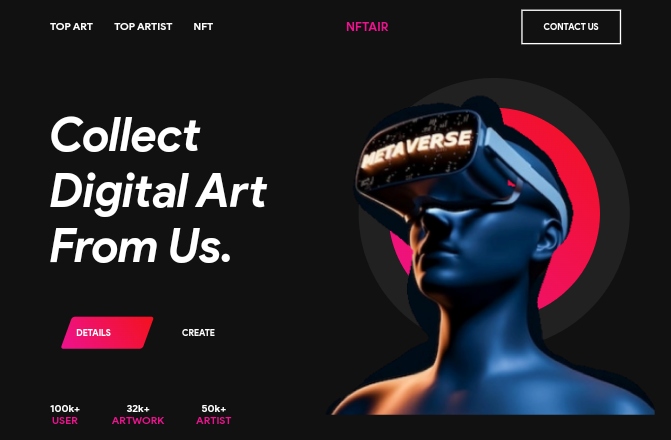 TOP ART TOP ARTIST NFT NFTAIR CONTACT US
METAVERSE
Collect
Digital Art
From Us.
DETAILS CREATE
100k+ 32k+ 50k+
USER ARTWORK ARTIST